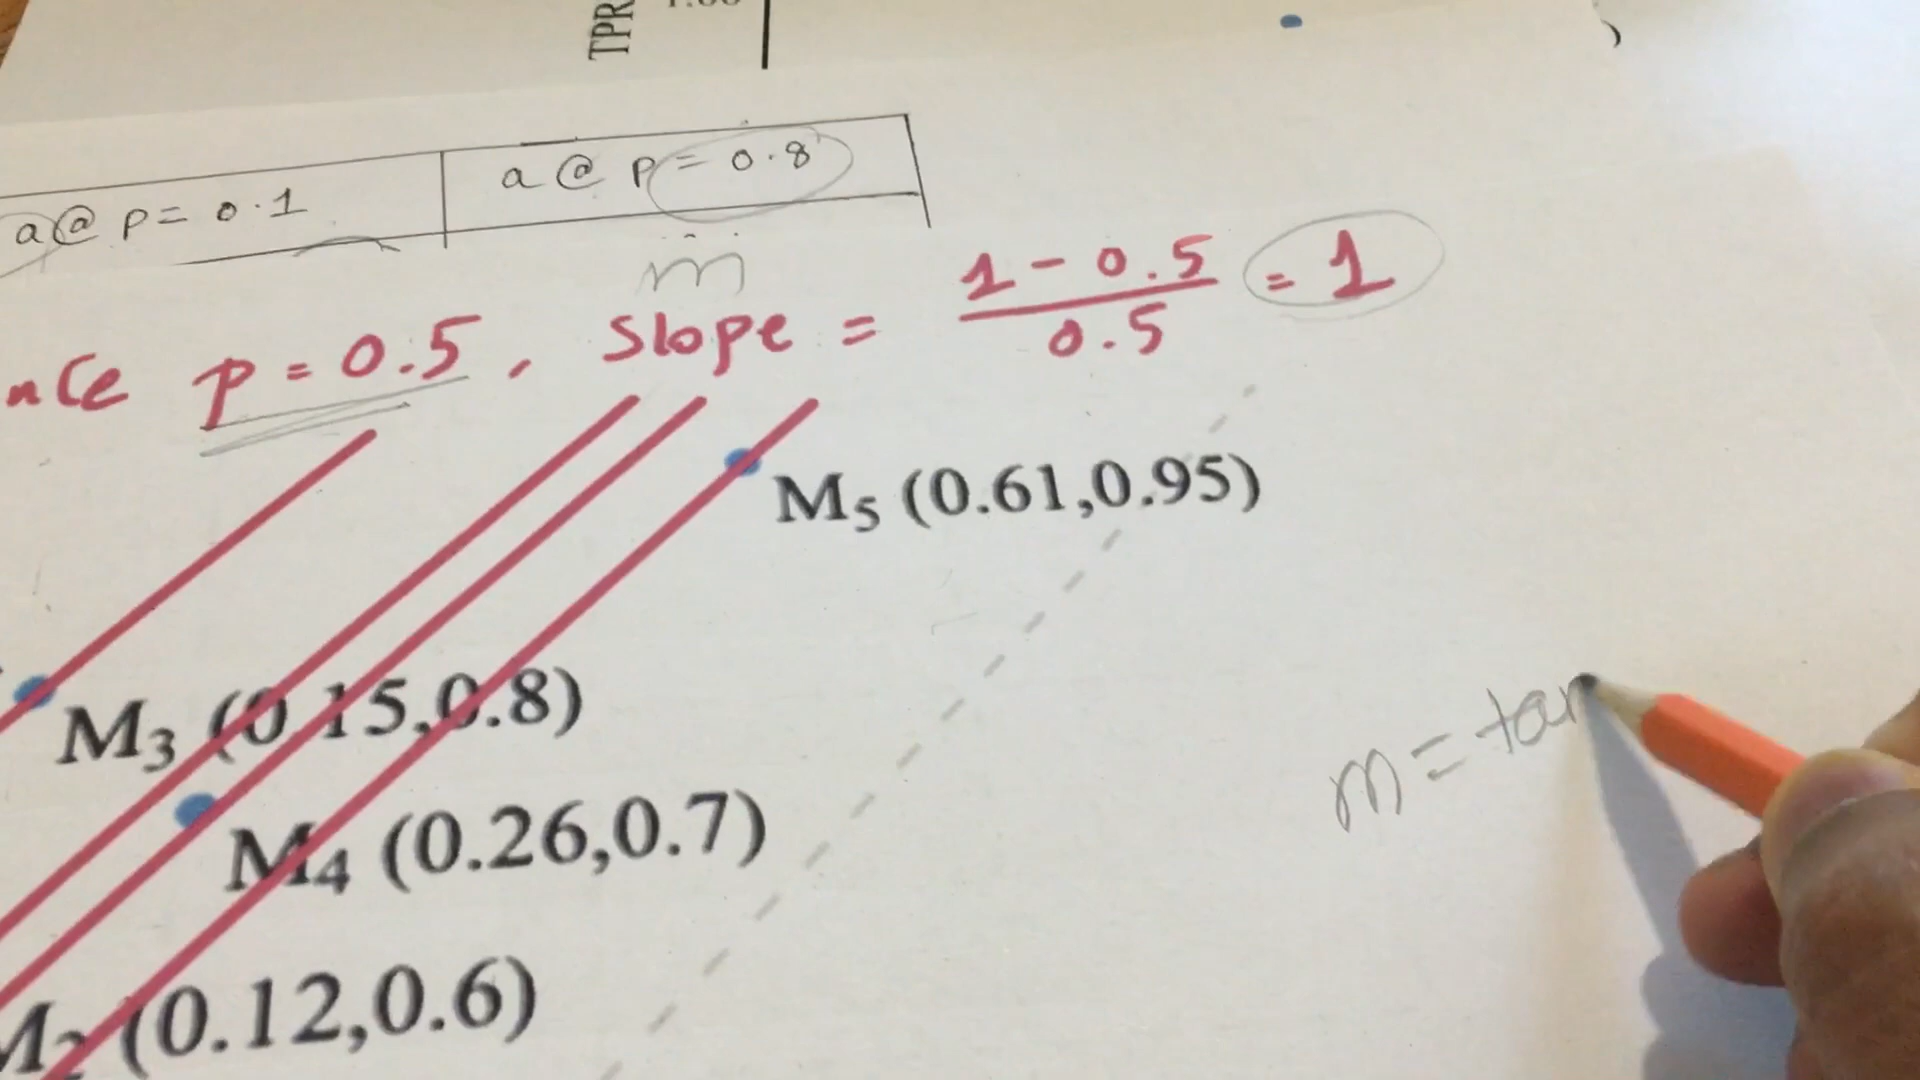 TPR
a @ p = 0.1
a @ p = 0.8
m
p = 0.5, slope = 1 - 0.5 / 0.5 = 1
M5 (0.61,0.95)
M3 (0.15,0.8)
m = tan
M4 (0.26,0.7)
M2 (0.12,0.6)